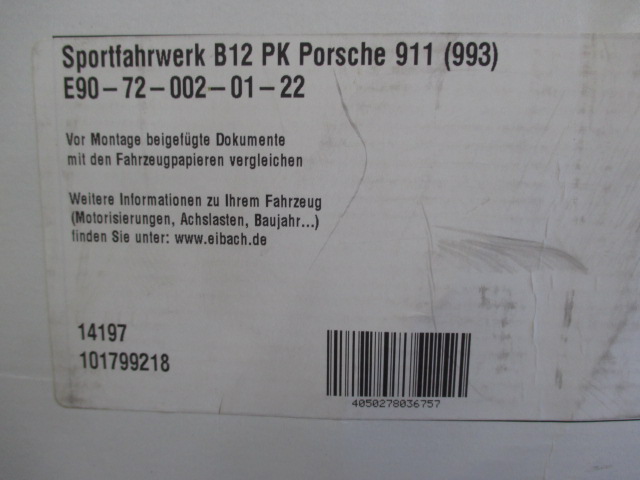 Sportfahrwerk B12 PK Porsche 911 (993)
E90-72-002-01-22
Vor Montage beigefügte Dokumente
mit den Fahrzeugpapieren vergleichen
Weitere Informationen zu Ihrem Fahrzeug
(Motorisierungen, Achslasten, Baujahr...)
finden Sie unter: www.eibach.de
14197
101799218
4050278036757